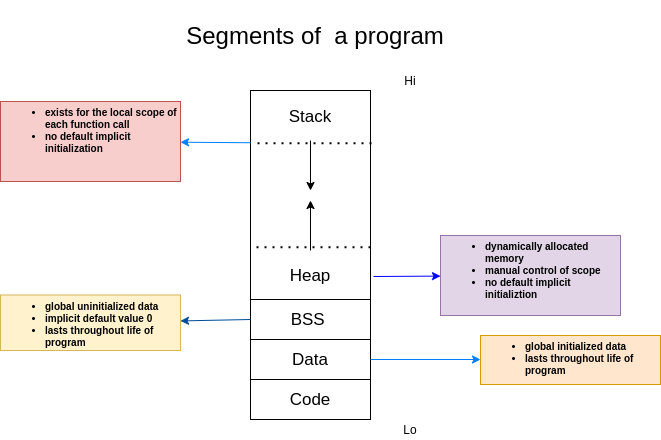 Segments of a program
Hi
Stack
• exists for the local scope of
each function call
• no default implicit
initialization
• dynamically allocated
memory
• manual control of scope
• no default implicit
initializtion
Heap
• global uninitialized data
• implicit default value 0
• lasts throughout life of
program
BSS
Data
• global initialized data
• lasts throughout life of
program
Code
Lo